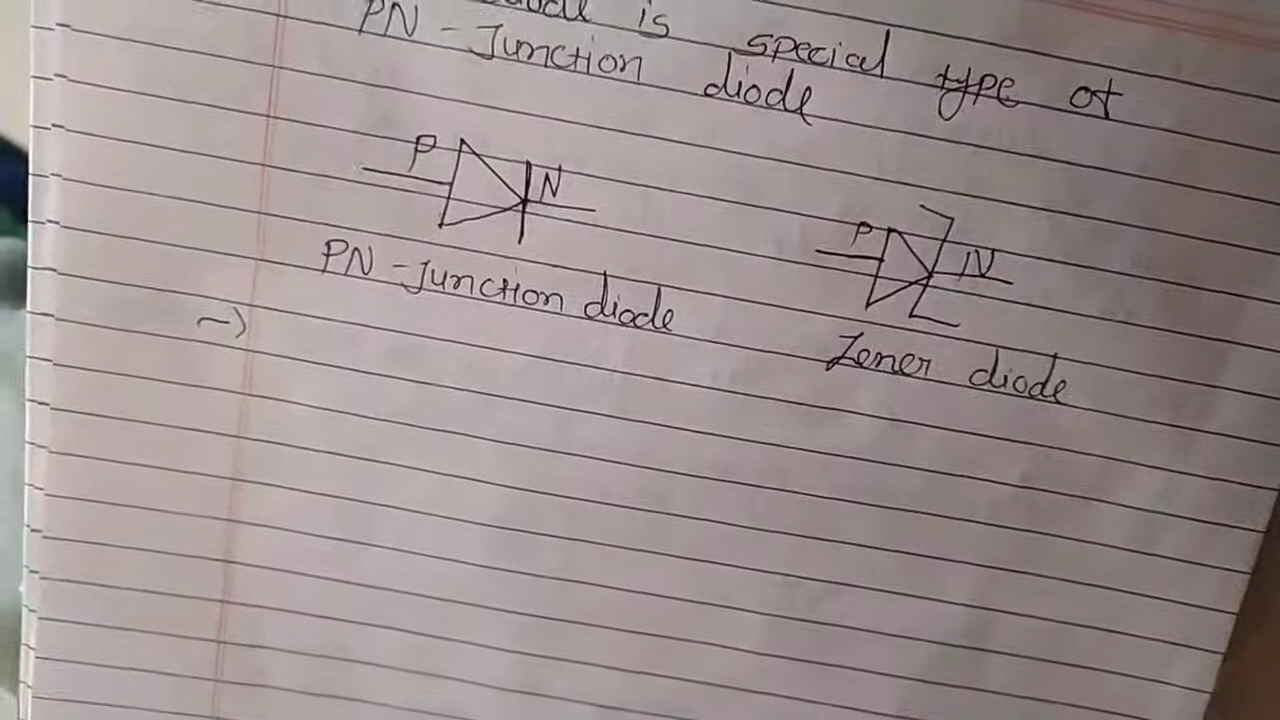 is special type of
PN - Junction diode
P N
PN - Junction diode
P N
Zener diode